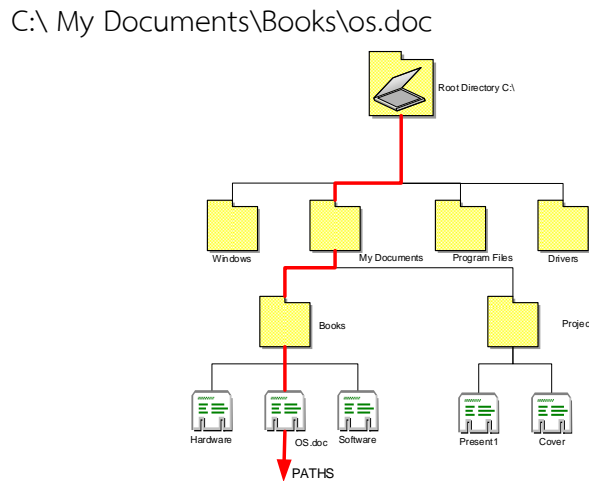 C:\ My Documents\Books\os.doc
Root Directory C:\
Windows
My Documents
Program Files
Drivers
Books
Projec
Hardware
OS.doc
Software
Present1
Cover
PATHS